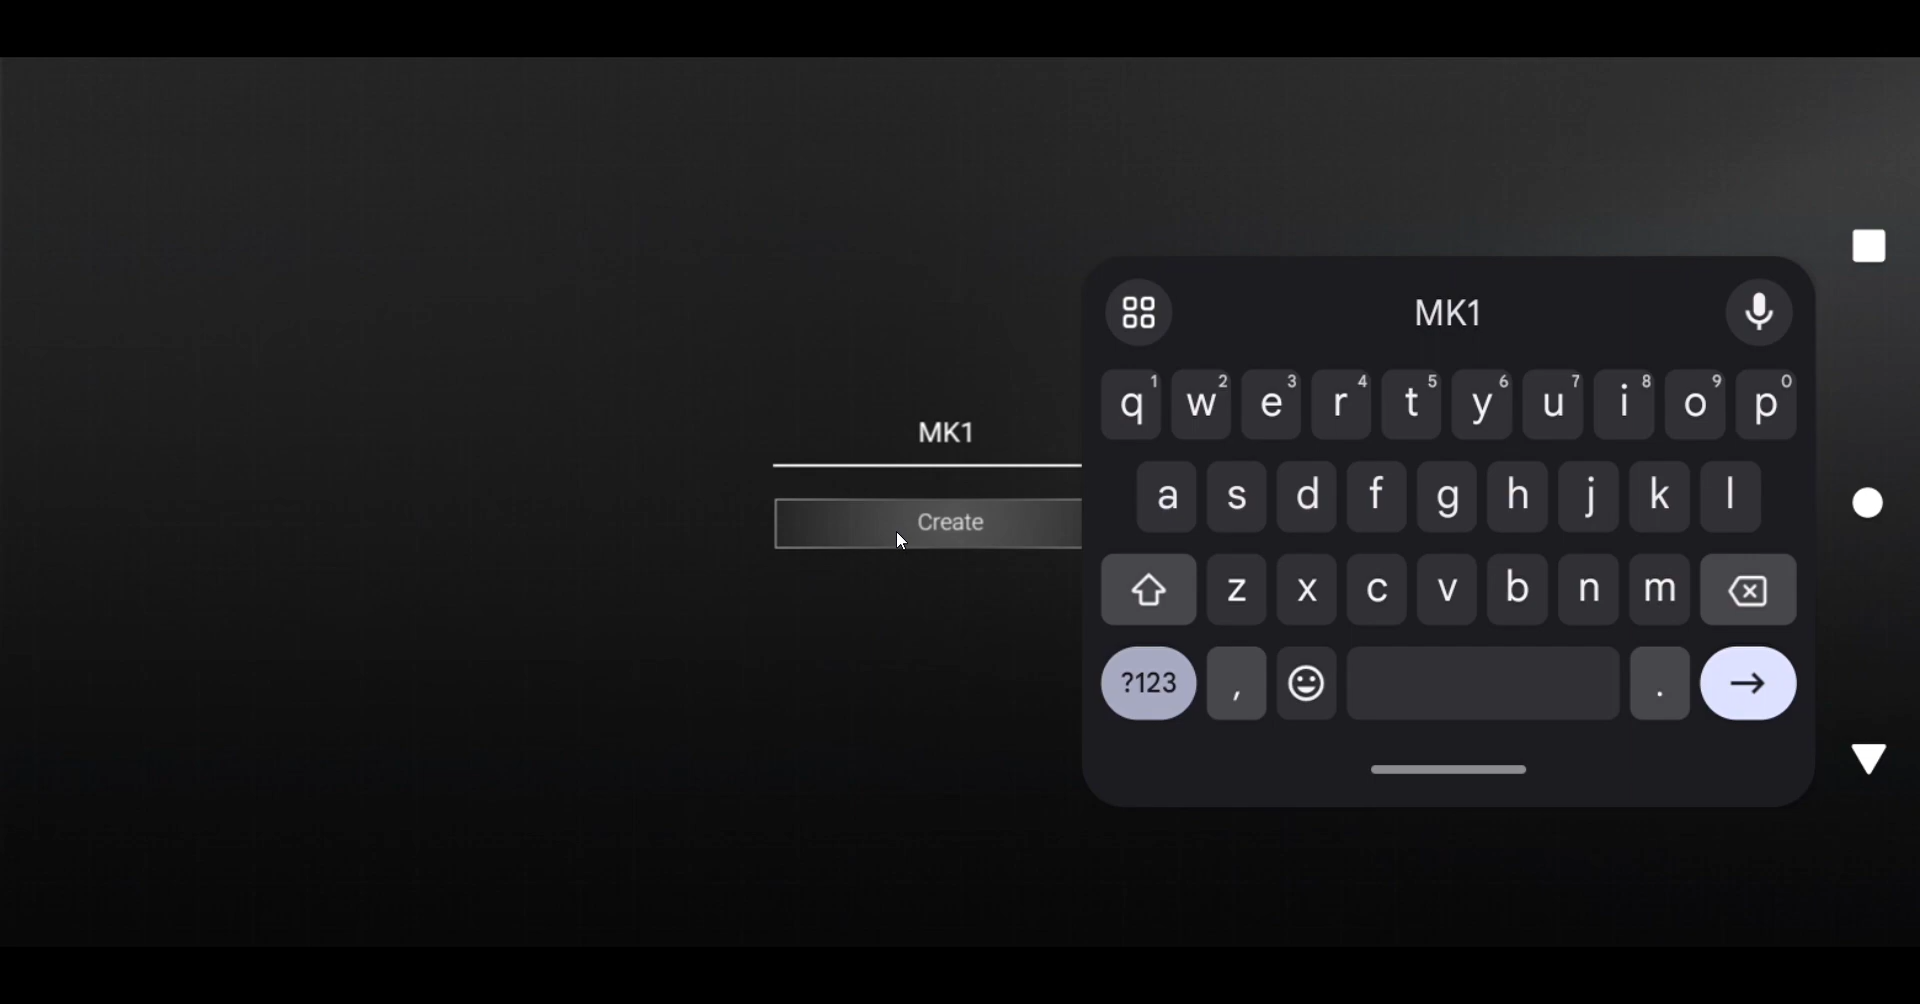 MK1
Create
MK1
q1 w2 e3 r4 t5 y6 u7 i8 o9 p0
a s d f g h j k l
z x c v b n m
?123 , .